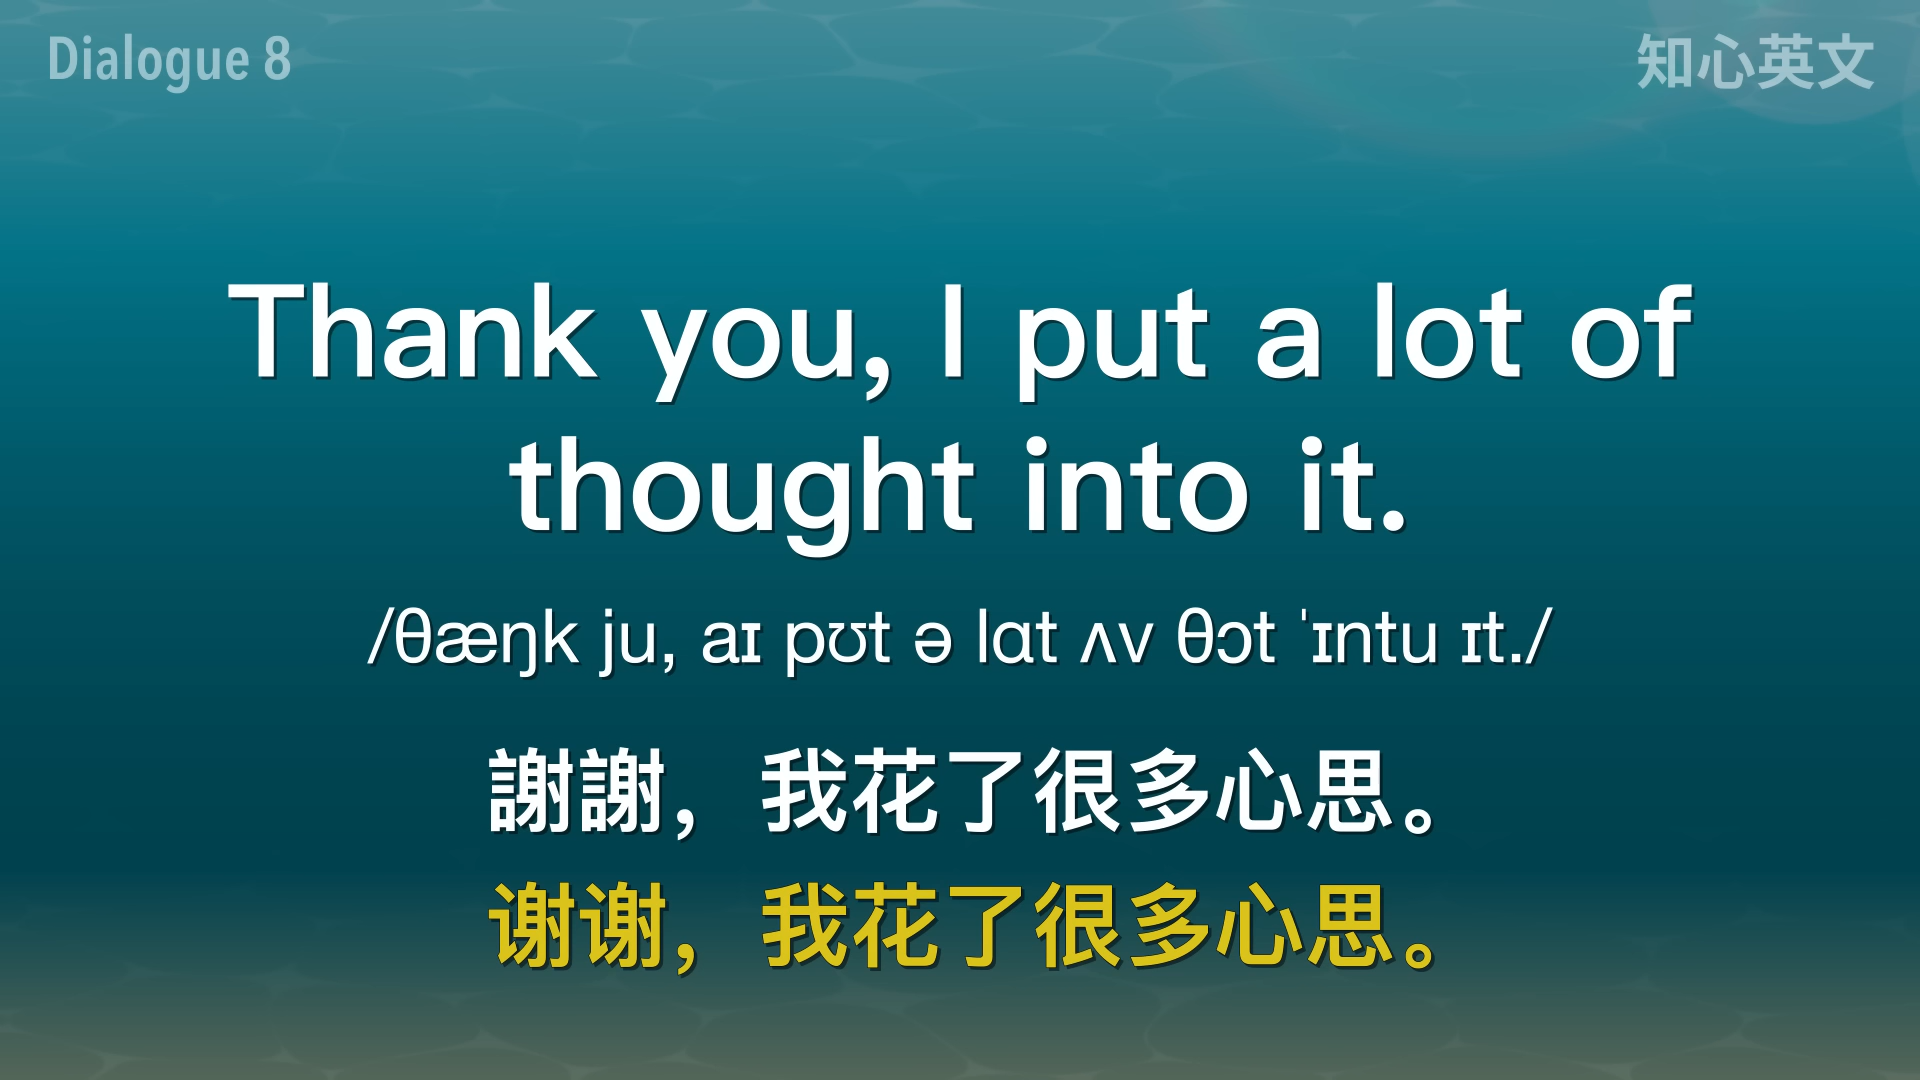 Dialogue 8
知心英文
Thank you, I put a lot of
thought into it.
/θæŋk ju, aɪ pʊt ə lɑt ʌv θɔt ˈɪntu ɪt./
謝謝，我花了很多心思。
谢谢，我花了很多心思。